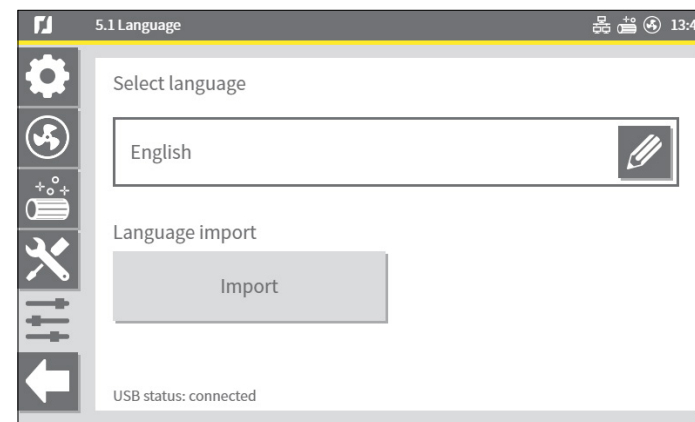 5.1 Language
13:4
Select language
English
Language import
Import
USB status: connected